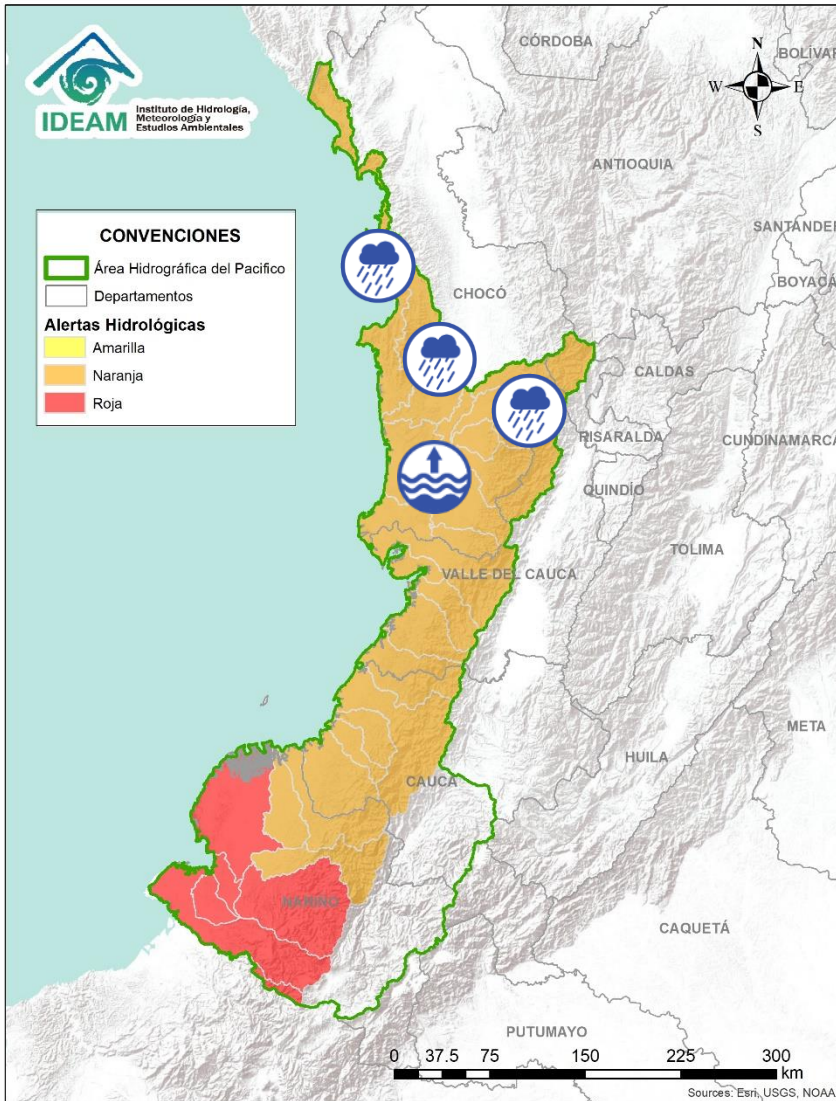 IDEAM
Instituto de Hidrología,
Meteorología y
Estudios Ambientales
N
W
E
S
CÓRDOBA
BOLÍVAR
ANTIOQUIA
SANTANDER
BOYACÁ
CONVENCIONES
Área Hidrográfica del Pacifico
Departamentos
Alertas Hidrológicas
Amarilla
Naranja
Roja
CHOCÓ
CALDAS
RISARALDA
CUNDINAMARCA
QUINDÍO
TOLIMA
VALLE DEL CAUCA
META
HUILA
CAUCA
NARIÑO
CAQUETÁ
PUTUMAYO
0 37.5 75 150 225 300
km
Sources: Esri, USGS, NOAA